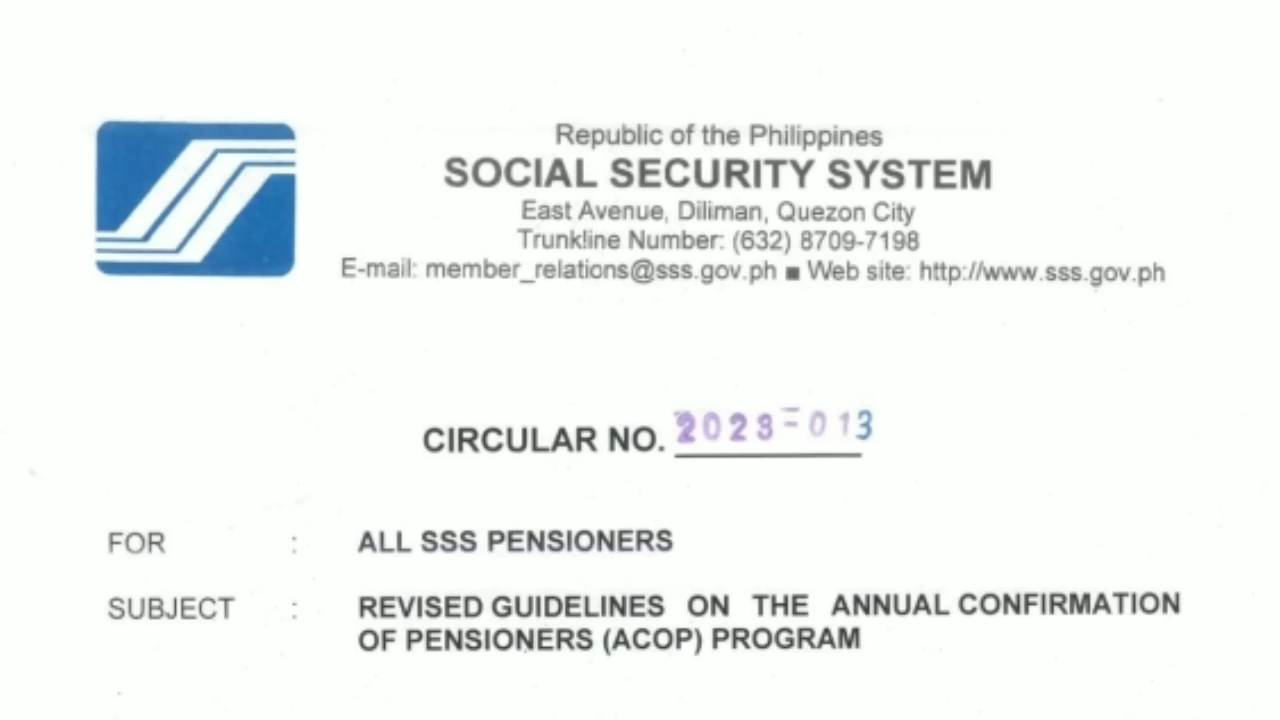 Republic of the Philippines
SOCIAL SECURITY SYSTEM
East Avenue, Diliman, Quezon City
Trunkline Number: (632) 8709-7198
E-mail: member_relations@sss.gov.ph ■ Web site: http://www.sss.gov.ph
CIRCULAR NO. 2023-013
FOR : ALL SSS PENSIONERS
SUBJECT : REVISED GUIDELINES ON THE ANNUAL CONFIRMATION
OF PENSIONERS (ACOP) PROGRAM